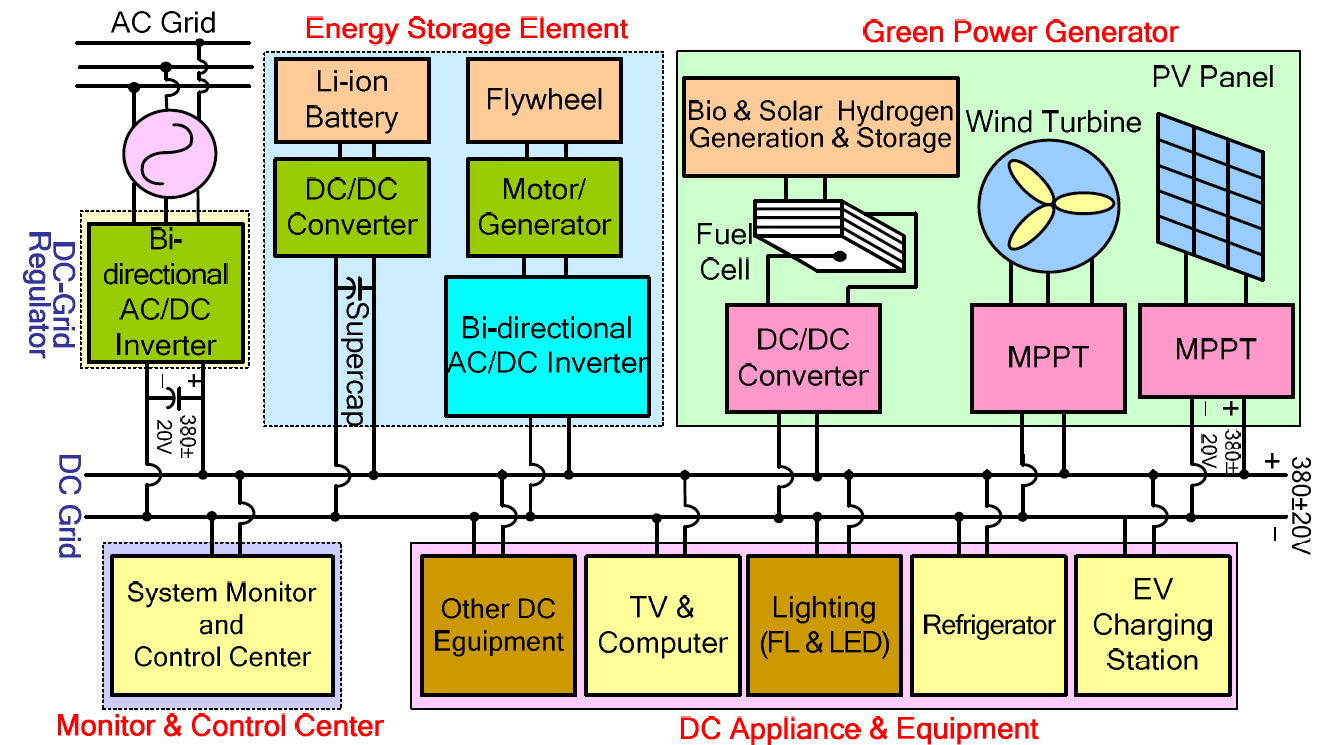 AC Grid
Energy Storage Element
Green Power Generator
Li-ion
Battery
Flywheel
Bio & Solar Hydrogen
Generation & Storage
Wind Turbine
PV Panel
DC/DC
Converter
Motor/
Generator
Fuel
Cell
DC-Grid
Regulator
Bi-
directional
AC/DC
Inverter
Supercap
Bi-directional
AC/DC Inverter
DC/DC
Converter
MPPT
MPPT
− +
380±
20V
− +
380±
20V
DC Grid
+
380±20V
−
System Monitor
and
Control Center
Other DC
Equipment
TV &
Computer
Lighting
(FL & LED)
Refrigerator
EV
Charging
Station
Monitor & Control Center
DC Appliance & Equipment